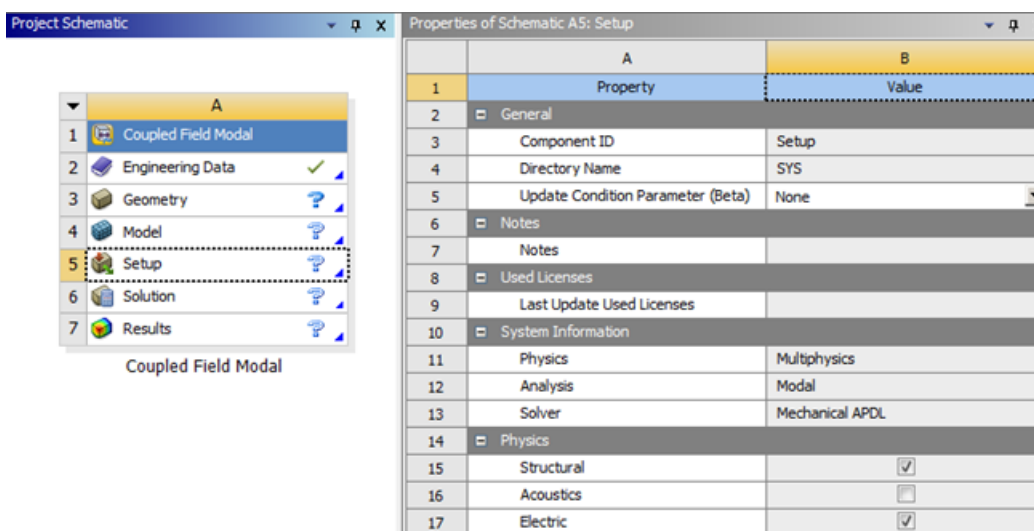 Project Schematic
A
1 Coupled Field Modal
2 Engineering Data
3 Geometry
4 Model
5 Setup
6 Solution
7 Results
Coupled Field Modal
Properties of Schematic A5: Setup
A B
1 Property Value
2 General
3 Component ID Setup
4 Directory Name SYS
5 Update Condition Parameter (Beta) None
6 Notes
7 Notes
8 Used Licenses
9 Last Update Used Licenses
10 System Information
11 Physics Multiphysics
12 Analysis Modal
13 Solver Mechanical APDL
14 Physics
15 Structural
16 Acoustics
17 Electric